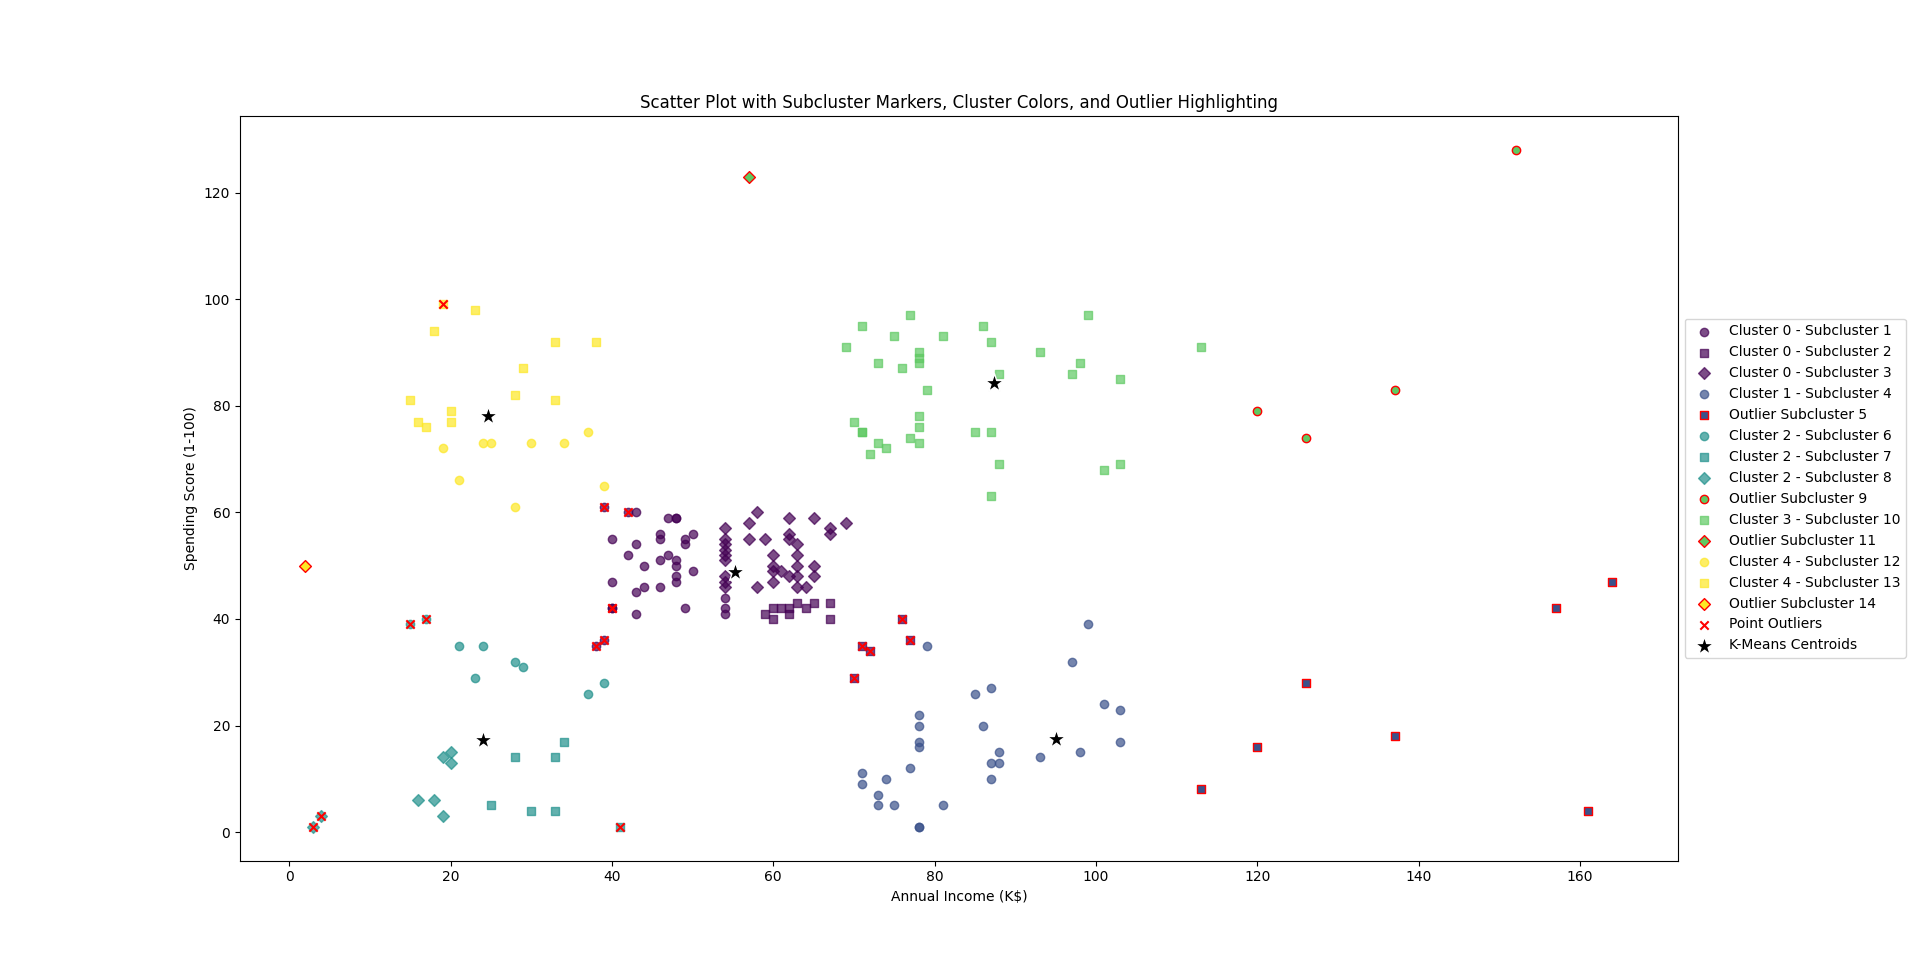 Scatter Plot with Subcluster Markers, Cluster Colors, and Outlier Highlighting
120
100
80
60
40
20
0
Spending Score (1-100)
0 20 40 60 80 100 120 140 160
Annual Income (K$)
Cluster 0 - Subcluster 1
Cluster 0 - Subcluster 2
Cluster 0 - Subcluster 3
Cluster 1 - Subcluster 4
Outlier Subcluster 5
Cluster 2 - Subcluster 6
Cluster 2 - Subcluster 7
Cluster 2 - Subcluster 8
Outlier Subcluster 9
Cluster 3 - Subcluster 10
Outlier Subcluster 11
Cluster 4 - Subcluster 12
Cluster 4 - Subcluster 13
Outlier Subcluster 14
Point Outliers
K-Means Centroids